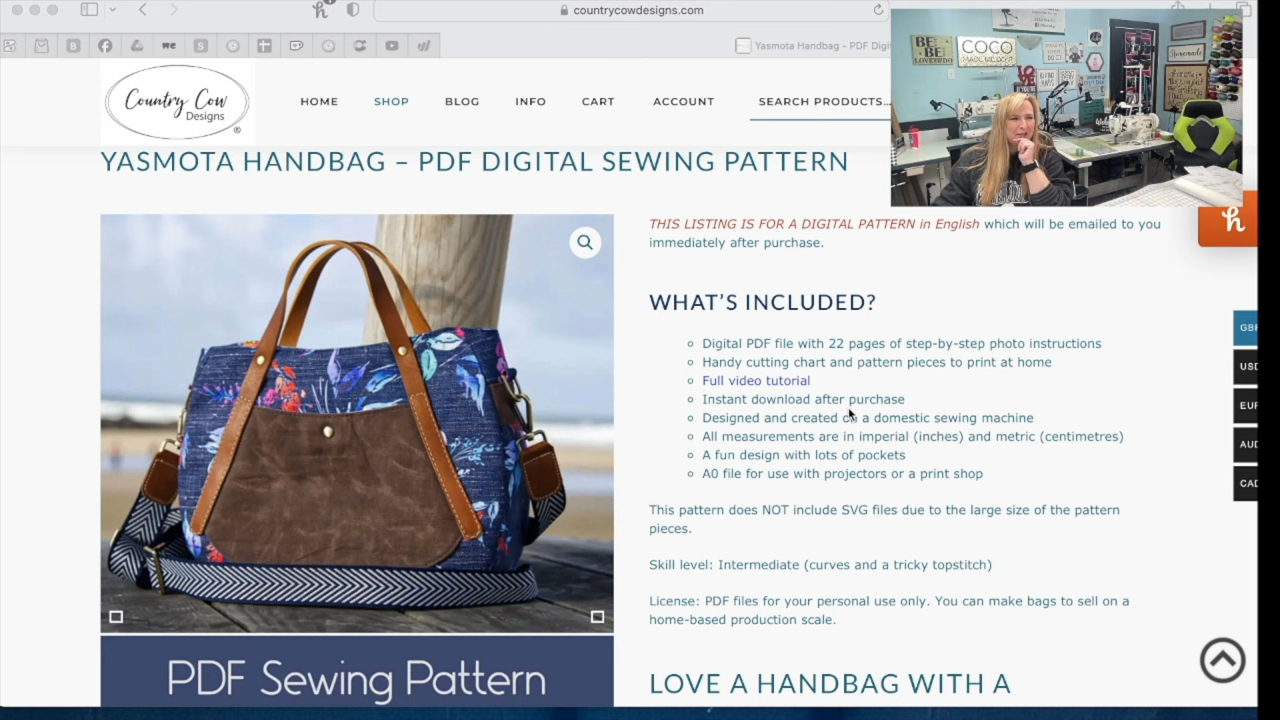 countrycowdesigns.com
we
Yasmota Handbag – PDF Digi
Country Cow
Designs
®
HOME
SHOP
BLOG
INFO
CART
ACCOUNT
SEARCH PRODUCTS...
BE
BE
COCO
LOVE
Homemade
YASMOTA HANDBAG – PDF DIGITAL SEWING PATTERN
THIS LISTING IS FOR A DIGITAL PATTERN in English which will be emailed to you
immediately after purchase.
h
WHAT'S INCLUDED?
Digital PDF file with 22 pages of step-by-step photo instructions
Handy cutting chart and pattern pieces to print at home
Full video tutorial
Instant download after purchase
Designed and created on a domestic sewing machine
All measurements are in imperial (inches) and metric (centimetres)
A fun design with lots of pockets
A0 file for use with projectors or a print shop
GBP
USD
EUR
AUD
CAD
This pattern does NOT include SVG files due to the large size of the pattern
pieces.
Skill level: Intermediate (curves and a tricky topstitch)
License: PDF files for your personal use only. You can make bags to sell on a
home-based production scale.
PDF Sewing Pattern
LOVE A HANDBAG WITH A